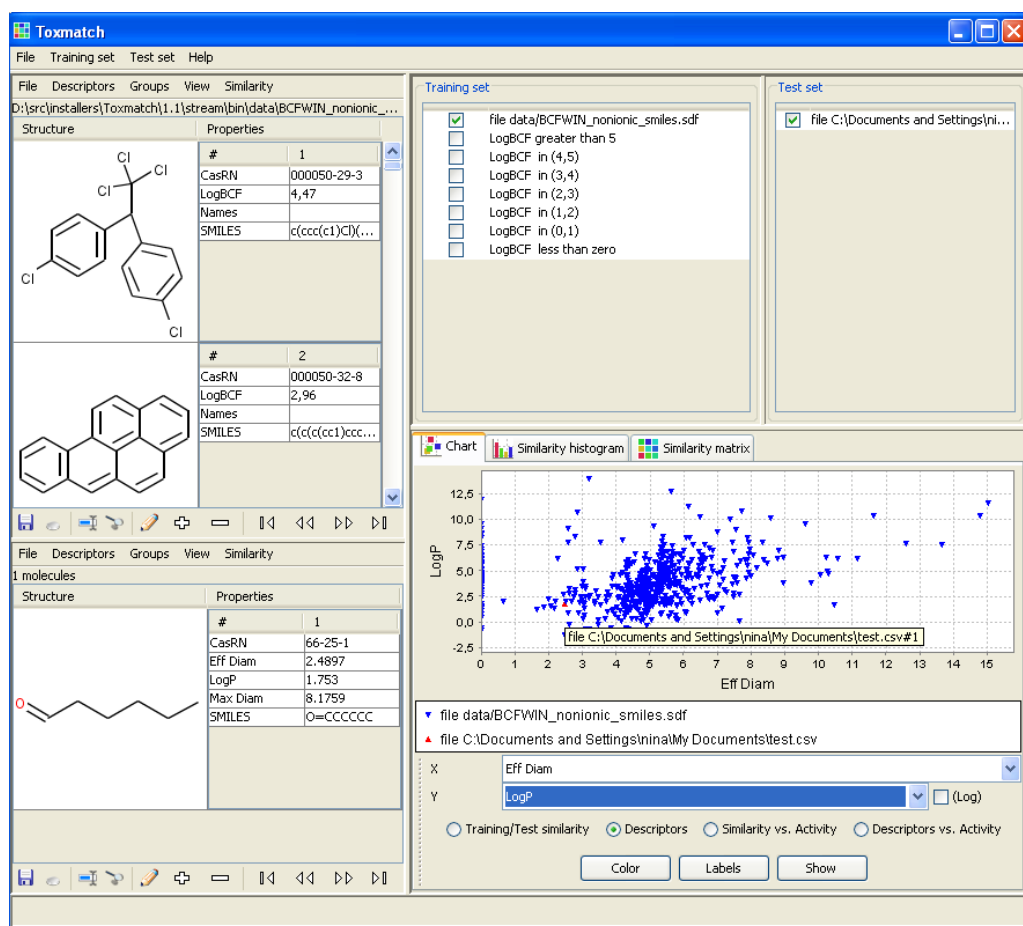 Toxmatch
File Training set Test set Help
File Descriptors Groups View Similarity
D:\src\installers\Toxmatch\1.1\stream\bin\data\BCFWIN_nonionic_...
Structure Properties
Cl
Cl
Cl
Cl
Cl
# 1
CasRN 000050-29-3
LogBCF 4,47
Names
SMILES c(ccc(c1)Cl)(...
# 2
CasRN 000050-32-8
LogBCF 2,96
Names
SMILES c(c(c(cc1)ccc...
File Descriptors Groups View Similarity
1 molecules
Structure Properties
O
# 1
CasRN 66-25-1
Eff Diam 2.4897
LogP 1.753
Max Diam 8.1759
SMILES O=CCCCCC
Training set
file data/BCFWIN_nonionic_smiles.sdf
LogBCF greater than 5
LogBCF in (4,5)
LogBCF in (3,4)
LogBCF in (2,3)
LogBCF in (1,2)
LogBCF in (0,1)
LogBCF less than zero
Test set
file C:\Documents and Settings\ni...
Chart Similarity histogram Similarity matrix
LogP
12,5
10,0
7,5
5,0
2,5
0,0
-2,5
file C:\Documents and Settings\nina\My Documents\test.csv#1
0 1 2 3 4 5 6 7 8 9 10 11 12 13 14 15
Eff Diam
file data/BCFWIN_nonionic_smiles.sdf
file C:\Documents and Settings\nina\My Documents\test.csv
X Eff Diam
Y LogP (Log)
Training/Test similarity Descriptors Similarity vs. Activity Descriptors vs. Activity
Color Labels Show